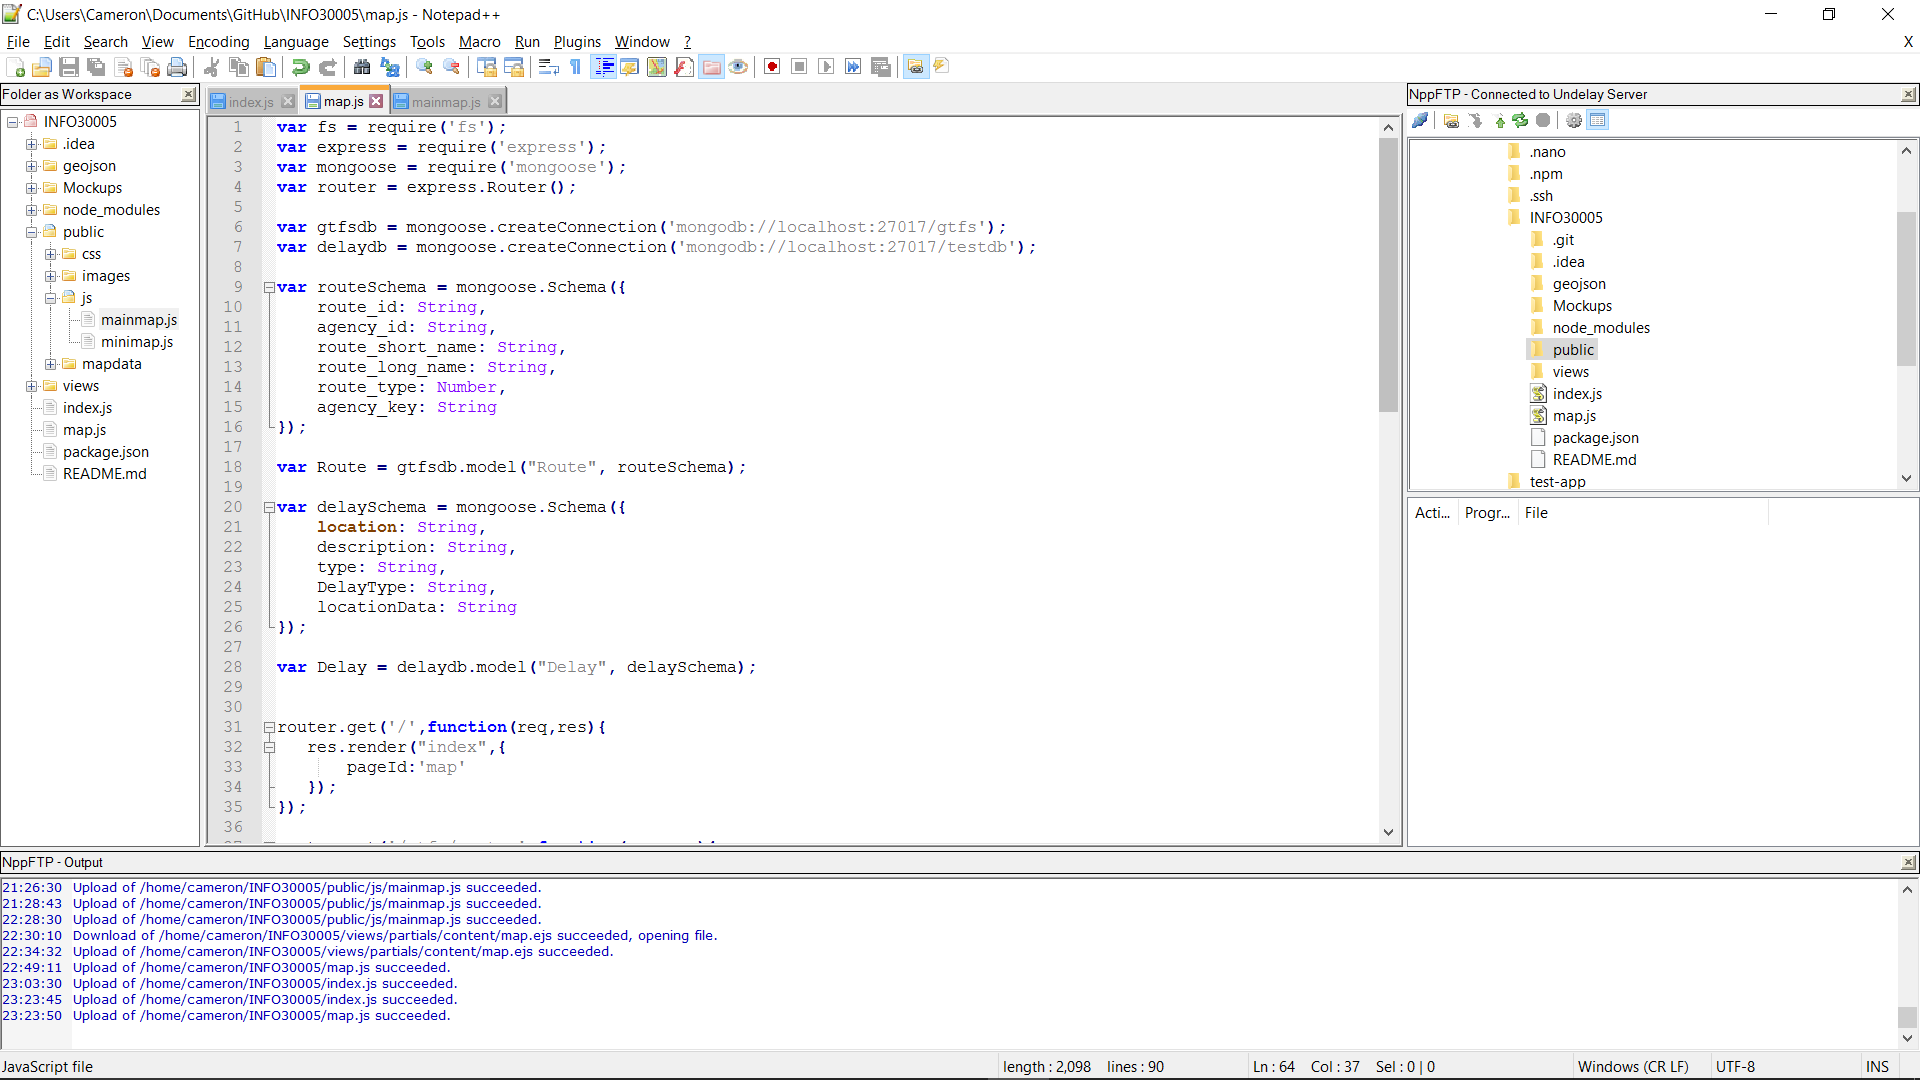 C:\Users\Cameron\Documents\GitHub\INFO30005\map.js - Notepad++
File Edit Search View Encoding Language Settings Tools Macro Run Plugins Window ? X
Folder as Workspace
INFO30005
.idea
geojson
Mockups
node_modules
public
css
images
js
mainmap.js
minimap.js
mapdata
views
index.js
map.js
package.json
README.md
index.js map.js mainmap.js
1 var fs = require('fs');
2 var express = require('express');
3 var mongoose = require('mongoose');
4 var router = express.Router();
5
6 var gtfsdb = mongoose.createConnection('mongodb://localhost:27017/gtfs');
7 var delaydb = mongoose.createConnection('mongodb://localhost:27017/testdb');
8
9 var routeSchema = mongoose.Schema({
10 route_id: String,
11 agency_id: String,
12 route_short_name: String,
13 route_long_name: String,
14 route_type: Number,
15 agency_key: String
16 });
17
18 var Route = gtfsdb.model("Route", routeSchema);
19
20 var delaySchema = mongoose.Schema({
21 location: String,
22 description: String,
23 type: String,
24 DelayType: String,
25 locationData: String
26 });
27
28 var Delay = delaydb.model("Delay", delaySchema);
29
30
31 router.get('/',function(req,res){
32 res.render("index",{
33 pageId:'map'
34 });
35 });
36
NppFTP - Connected to Undelay Server
.nano
.npm
.ssh
INFO30005
.git
.idea
geojson
Mockups
node_modules
public
views
index.js
map.js
package.json
README.md
test-app
Acti... Progr... File
NppFTP - Output
21:26:30 Upload of /home/cameron/INFO30005/public/js/mainmap.js succeeded.
21:28:43 Upload of /home/cameron/INFO30005/public/js/mainmap.js succeeded.
22:28:30 Upload of /home/cameron/INFO30005/public/js/mainmap.js succeeded.
22:30:10 Download of /home/cameron/INFO30005/views/partials/content/map.ejs succeeded, opening file.
22:34:32 Upload of /home/cameron/INFO30005/views/partials/content/map.ejs succeeded.
22:49:11 Upload of /home/cameron/INFO30005/map.js succeeded.
23:03:30 Upload of /home/cameron/INFO30005/index.js succeeded.
23:23:45 Upload of /home/cameron/INFO30005/index.js succeeded.
23:23:50 Upload of /home/cameron/INFO30005/map.js succeeded.
JavaScript file length : 2,098 lines : 90 Ln : 64 Col : 37 Sel : 0 | 0 Windows (CR LF) UTF-8 INS